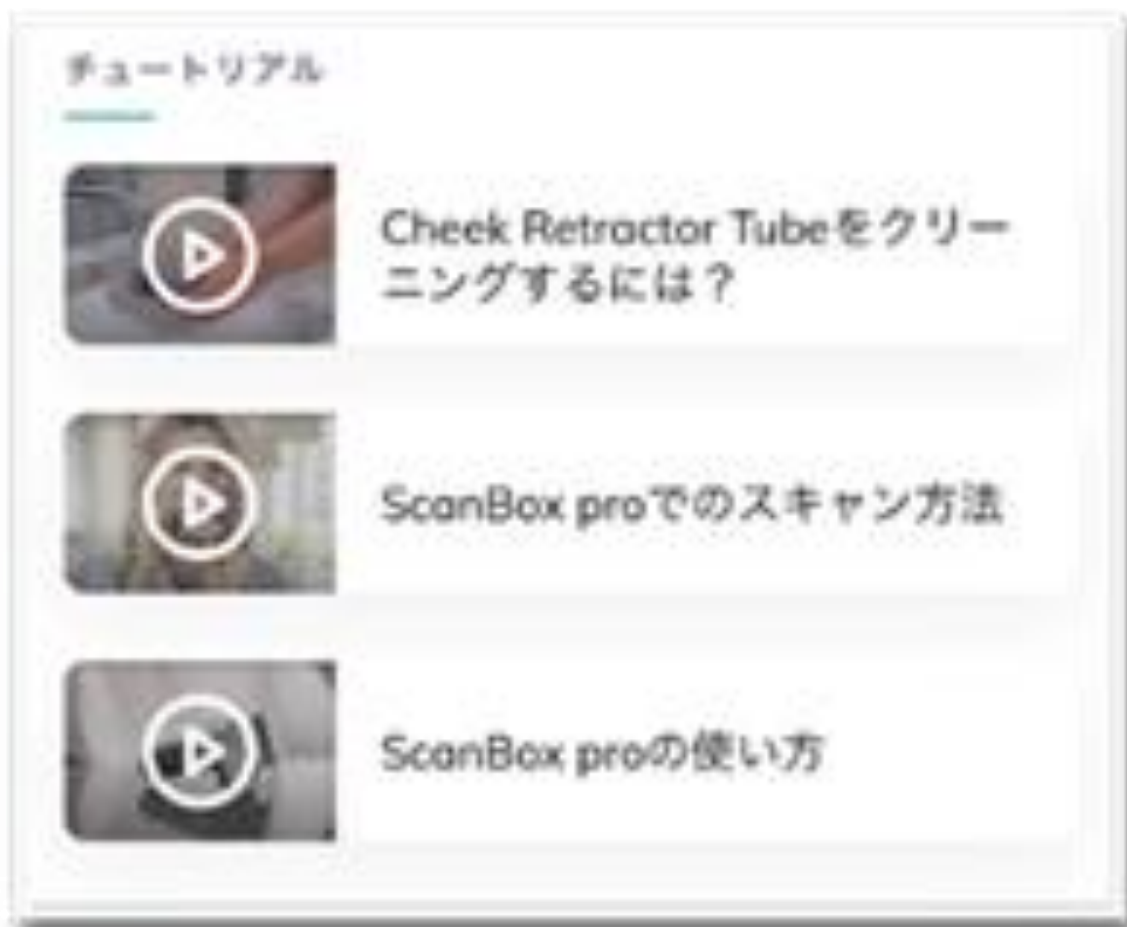 チュートリアル
Cheek Retractor Tubeをクリー
ニングするには？
ScanBox proでのスキャン方法
ScanBox proの使い方